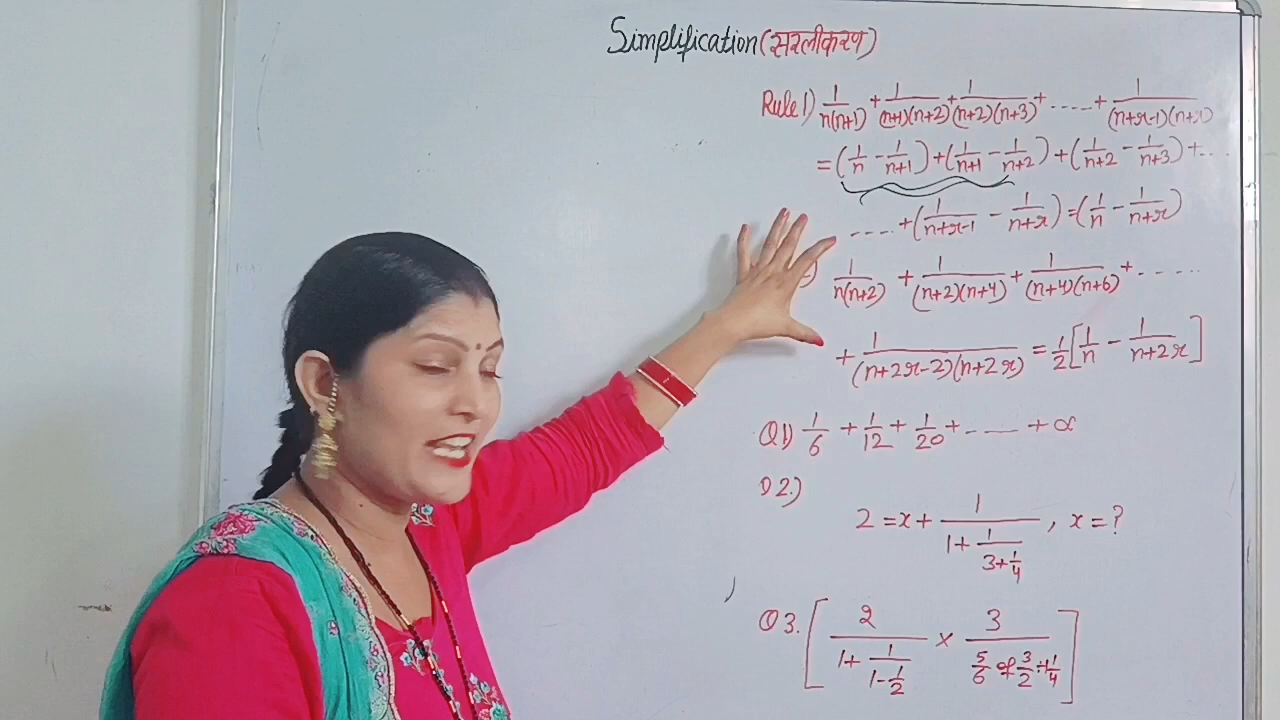 Simplification(सरलीकरण)
Rule 1) 1/n(n+1) + 1/(n+1)(n+2) + 1/(n+2)(n+3) + ..... + 1/(n+r-1)(n+r)
= (1/n - 1/n+1) + (1/n+1 - 1/n+2) + (1/n+2 - 1/n+3) + ...
.... + (1/n+r-1 - 1/n+r) = (1/n - 1/n+r)
1/n(n+2) + 1/(n+2)(n+4) + 1/(n+4)(n+6) + .....
+ 1/(n+2r-2)(n+2r) = 1/2 [1/n - 1/n+2r]
Q1) 1/6 + 1/12 + 1/20 + ...... + ∝
Q2.)
2 = x + 1/(1 + 1/(3 + 1/4)), x = ?
Q3. [2/(1 + 1/(1 - 1/2)) × 3/(5/6 of 3/2 ÷ 1/4)]